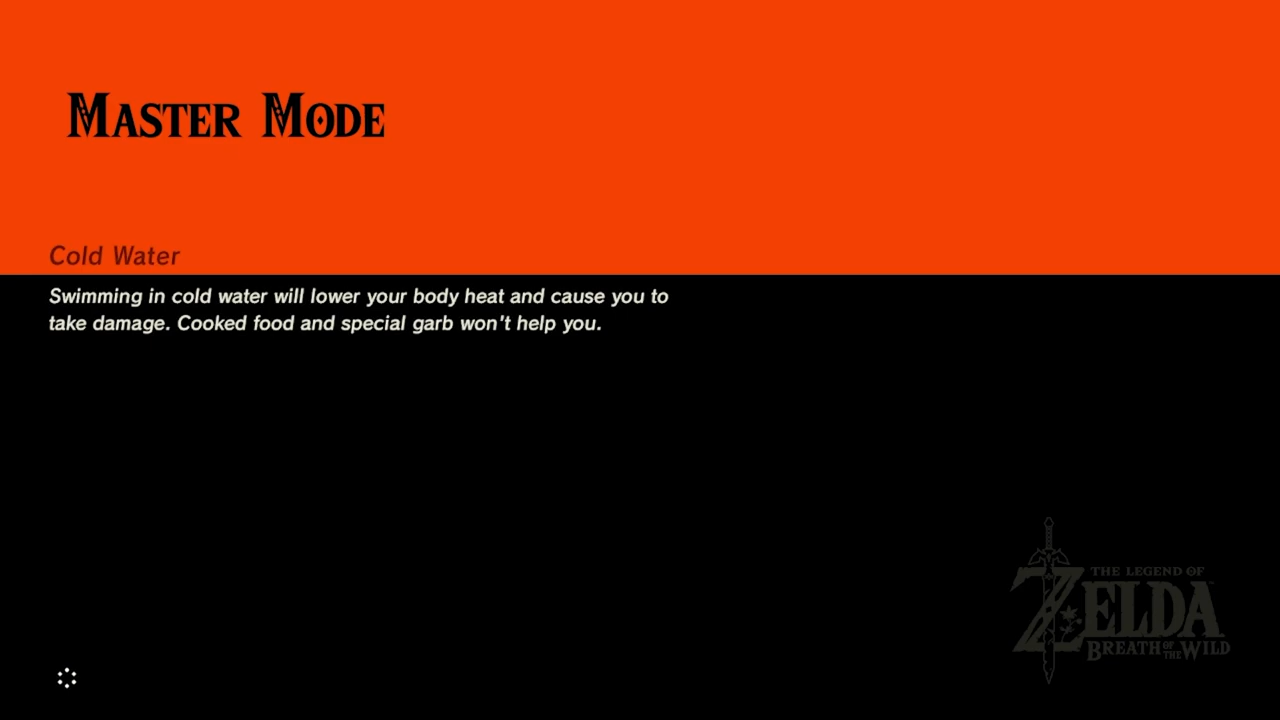 Master Mode
Cold Water
Swimming in cold water will lower your body heat and cause you to
take damage. Cooked food and special garb won't help you.
THE LEGEND OF
ZELDA
BREATH OF THE WILD